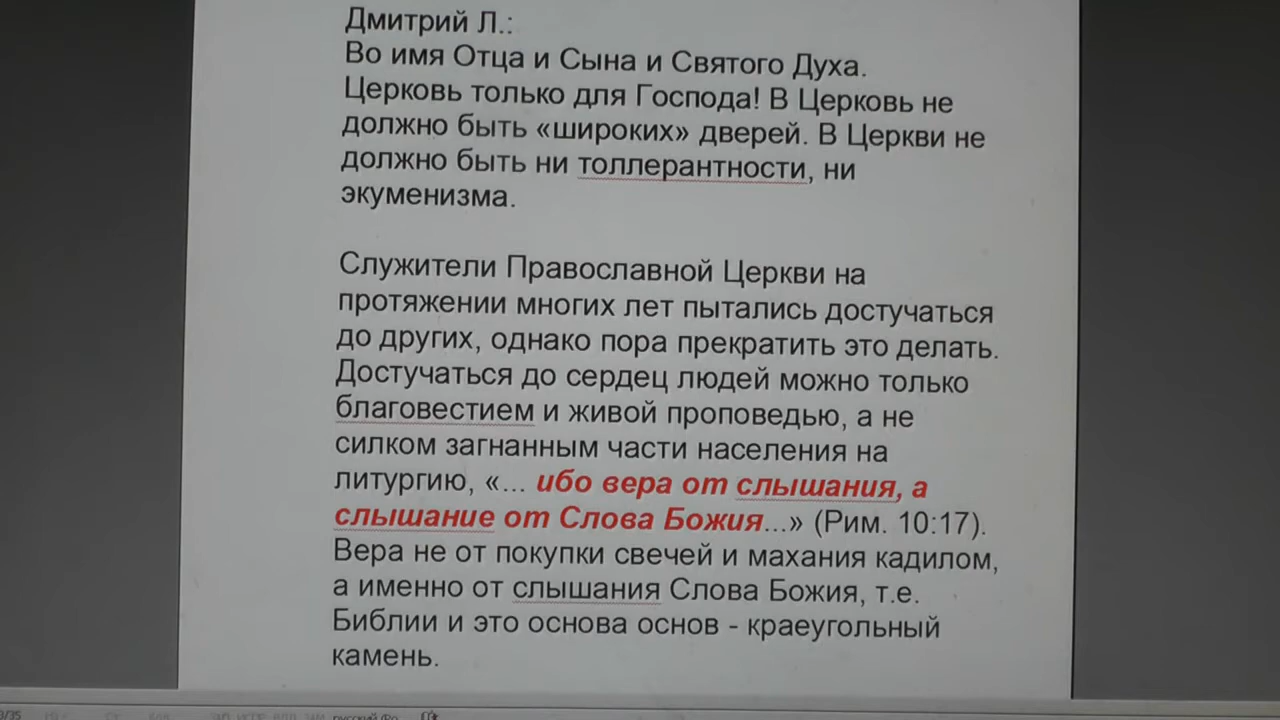 Дмитрий Л.:
Во имя Отца и Сына и Святого Духа.
Церковь только для Господа! В Церковь не
должно быть «широких» дверей. В Церкви не
должно быть ни толлерантности, ни
экуменизма.
Служители Православной Церкви на
протяжении многих лет пытались достучаться
до других, однако пора прекратить это делать.
Достучаться до сердец людей можно только
благовестием и живой проповедью, а не
силком загнанным части населения на
литургию, «... ибо вера от слышания, а
слышание от Слова Божия...» (Рим. 10:17).
Вера не от покупки свечей и махания кадилом,
а именно от слышания Слова Божия, т.е.
Библии и это основа основ - краеугольный
камень.